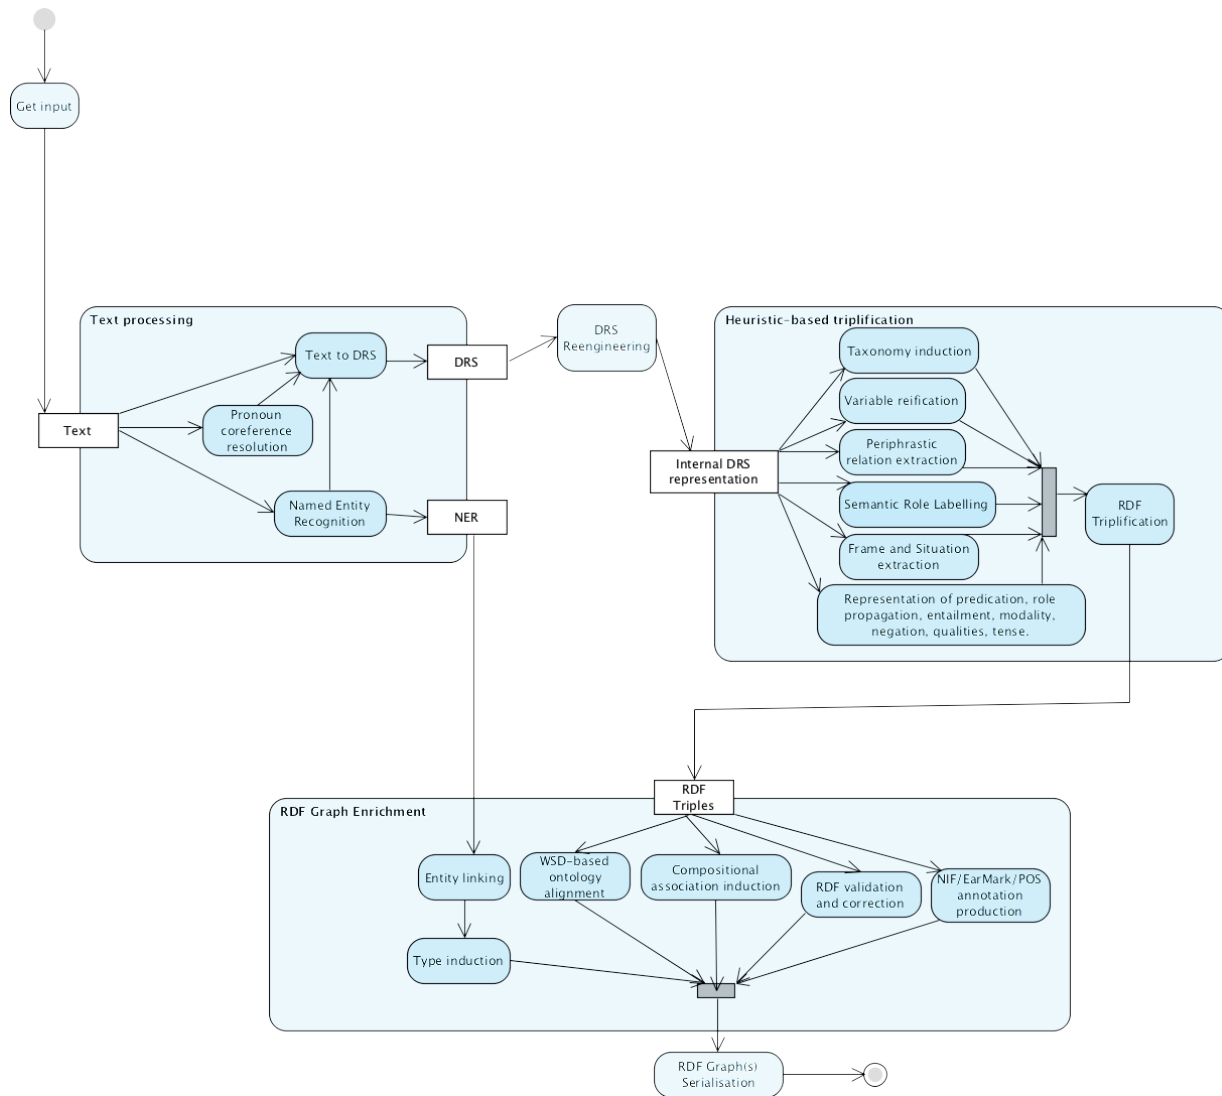 Get input
Text processing
Text to DRS
DRS
Pronoun
coreference
resolution
Text
Named Entity
Recognition
NER
DRS
Reengineering
Heuristic-based triplification
Taxonomy induction
Variable reification
Periphrastic
relation extraction
Internal DRS
representation
Semantic Role Labelling
Frame and Situation
extraction
Representation of predication, role
propagation, entailment, modality,
negation, qualities, tense.
RDF
Triplification
RDF
Triples
RDF Graph Enrichment
Entity linking
WSD-based
ontology
alignment
Compositional
association induction
RDF validation
and correction
NIF/EarMark/POS
annotation
production
Type induction
RDF Graph(s)
Serialisation